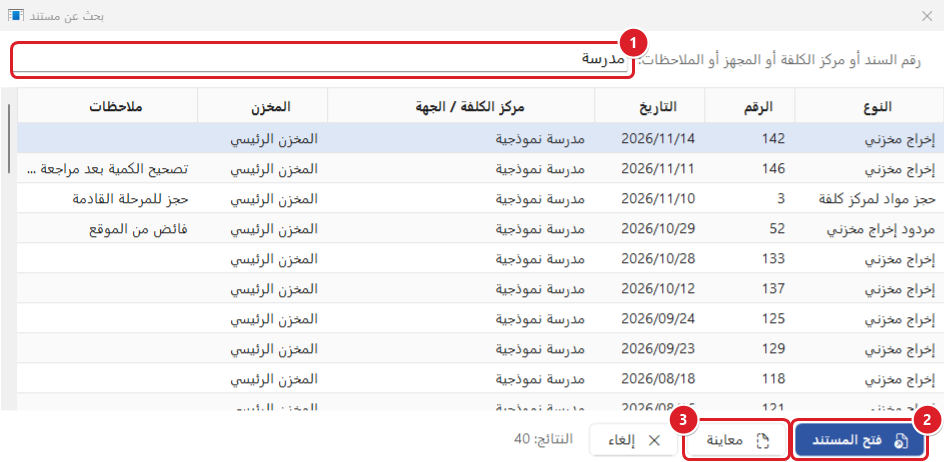 بحث عن مستند
رقم السند أو مركز الكلفة أو المجهز أو الملاحظات:
مدرسة
1
النوع الرقم التاريخ مركز الكلفة / الجهة المخزن ملاحظات
إخراج مخزني 142 2026/11/14 مدرسة نموذجية المخزن الرئيسي
إخراج مخزني 146 2026/11/11 مدرسة نموذجية المخزن الرئيسي تصحيح الكمية بعد مراجعة ...
حجز مواد لمركز كلفة 3 2026/11/10 مدرسة نموذجية المخزن الرئيسي حجز للمرحلة القادمة
مردود إخراج مخزني 52 2026/10/29 مدرسة نموذجية المخزن الرئيسي فائض من الموقع
إخراج مخزني 133 2026/10/28 مدرسة نموذجية المخزن الرئيسي
إخراج مخزني 137 2026/10/12 مدرسة نموذجية المخزن الرئيسي
إخراج مخزني 125 2026/09/24 مدرسة نموذجية المخزن الرئيسي
إخراج مخزني 129 2026/09/23 مدرسة نموذجية المخزن الرئيسي
إخراج مخزني 118 2026/08/18 مدرسة نموذجية المخزن الرئيسي
إخراج مخزني 121 مدرسة نموذجية المخزن الرئيسي
2
فتح المستند
3
معاينة
إلغاء
النتائج: 40